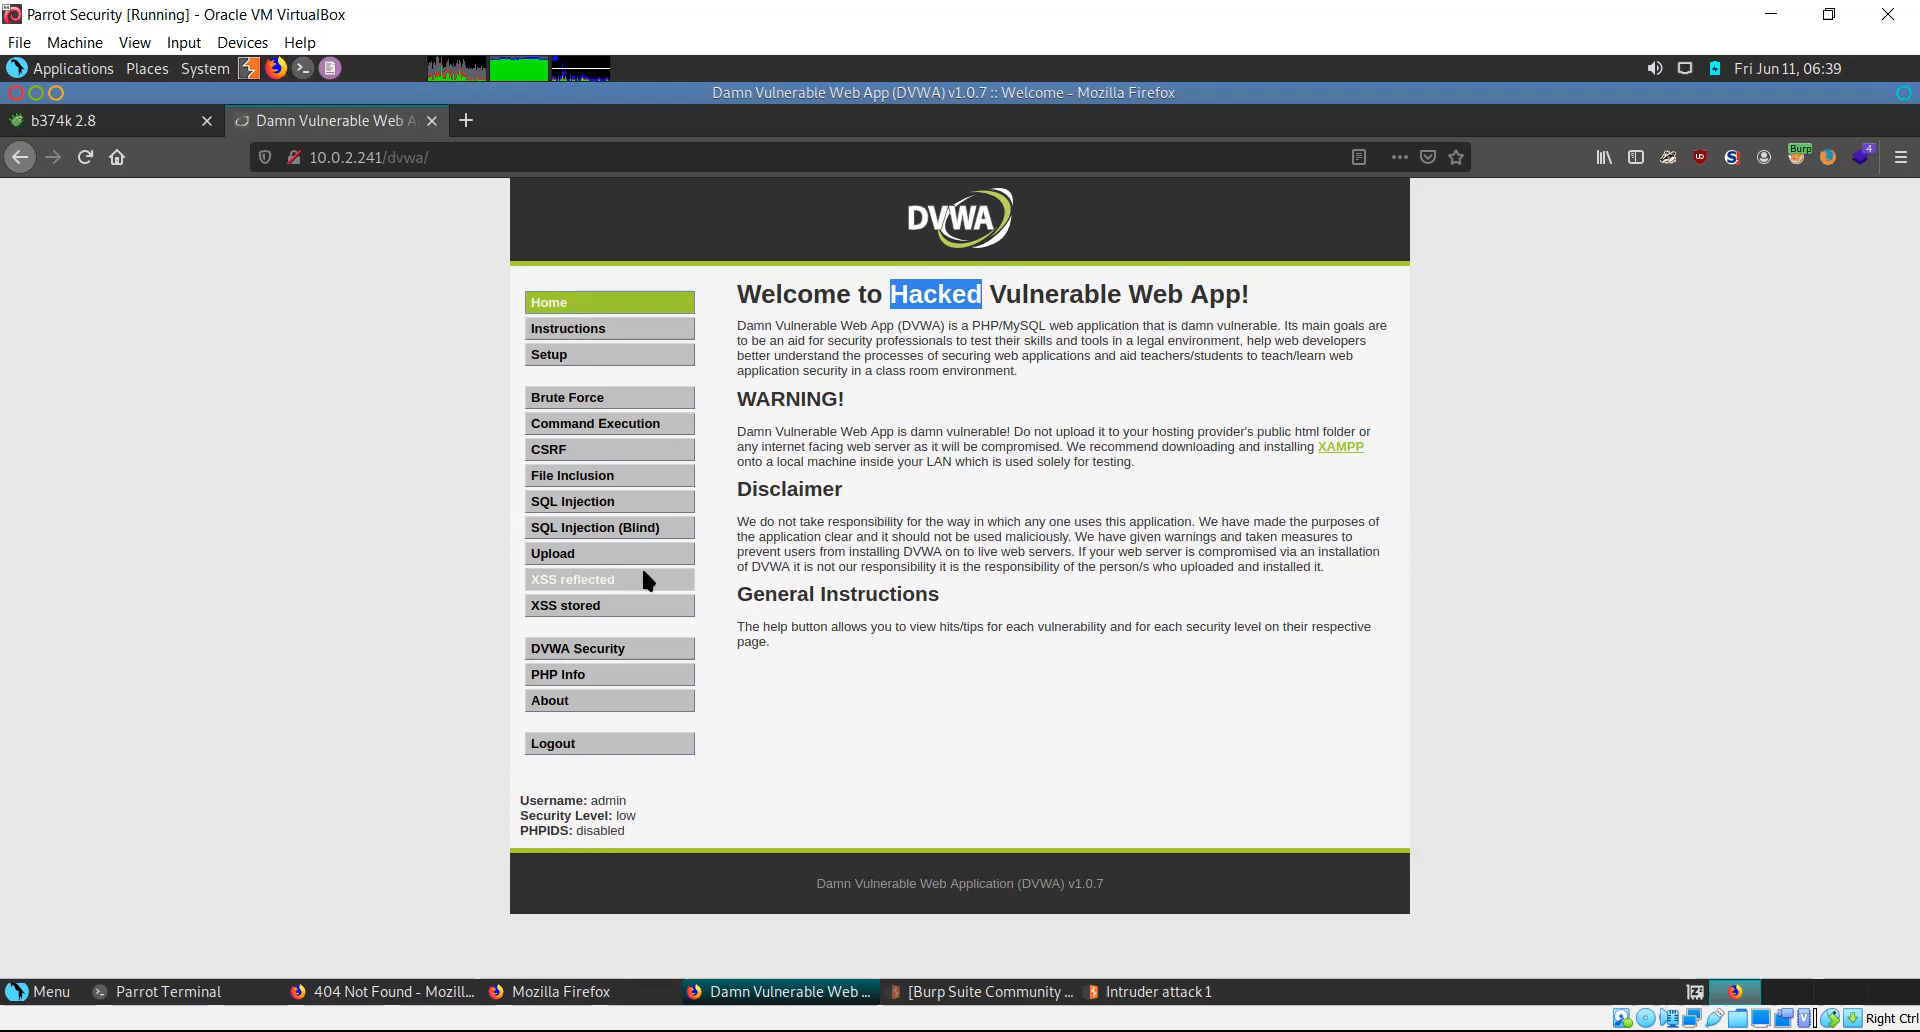 Parrot Security [Running] - Oracle VM VirtualBox
File Machine View Input Devices Help
Applications Places System Fri Jun 11, 06:39
Damn Vulnerable Web App (DVWA) v1.0.7 :: Welcome - Mozilla Firefox
b374k 2.8 Damn Vulnerable Web A
10.0.2.241/dvwa/
Burp
4
DVWA
Home
Instructions
Setup
Brute Force
Command Execution
CSRF
File Inclusion
SQL Injection
SQL Injection (Blind)
Upload
XSS reflected
XSS stored
DVWA Security
PHP Info
About
Logout
Username: admin
Security Level: low
PHPIDS: disabled
Welcome to Hacked Vulnerable Web App!
Damn Vulnerable Web App (DVWA) is a PHP/MySQL web application that is damn vulnerable. Its main goals are
to be an aid for security professionals to test their skills and tools in a legal environment, help web developers
better understand the processes of securing web applications and aid teachers/students to teach/learn web
application security in a class room environment.
WARNING!
Damn Vulnerable Web App is damn vulnerable! Do not upload it to your hosting provider's public html folder or
any internet facing web server as it will be compromised. We recommend downloading and installing XAMPP
onto a local machine inside your LAN which is used solely for testing.
Disclaimer
We do not take responsibility for the way in which any one uses this application. We have made the purposes of
the application clear and it should not be used maliciously. We have given warnings and taken measures to
prevent users from installing DVWA on to live web servers. If your web server is compromised via an installation
of DVWA it is not our responsibility it is the responsibility of the person/s who uploaded and installed it.
General Instructions
The help button allows you to view hits/tips for each vulnerability and for each security level on their respective
page.
Damn Vulnerable Web Application (DVWA) v1.0.7
Menu Parrot Terminal 404 Not Found - Mozill... Mozilla Firefox Damn Vulnerable Web ... [Burp Suite Community ... Intruder attack 1
Right Ctrl